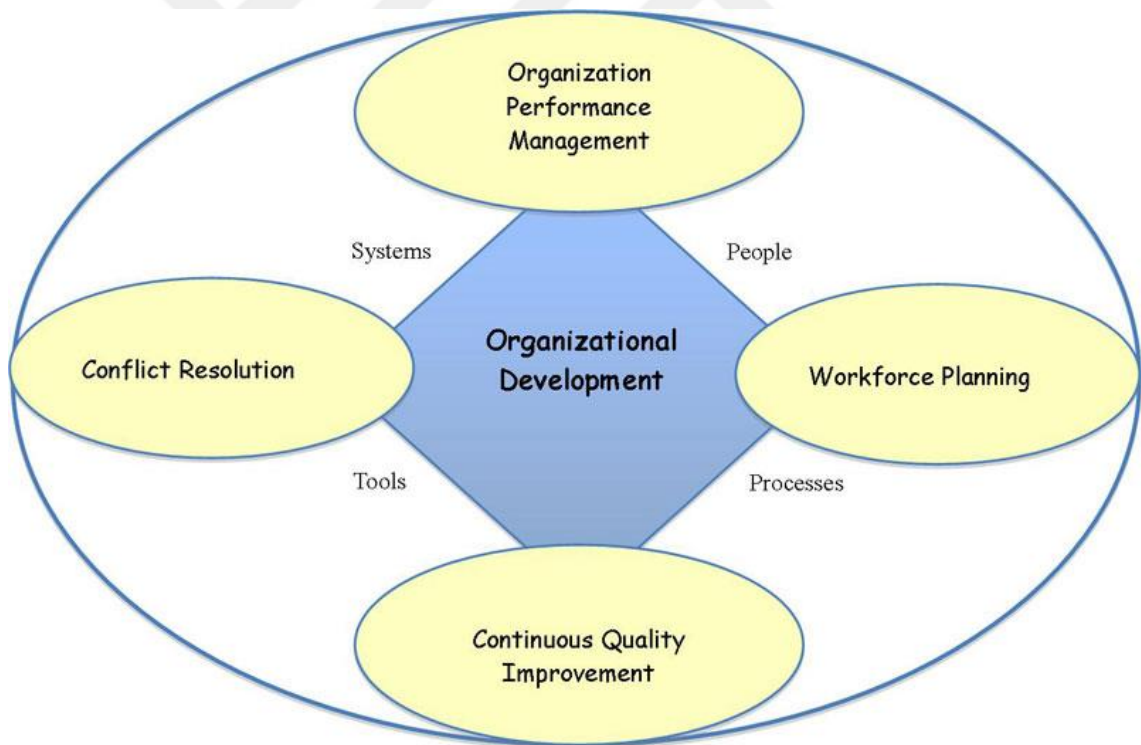 Organization
Performance
Management
Systems
People
Organizational
Development
Conflict Resolution
Workforce Planning
Tools
Processes
Continuous Quality
Improvement